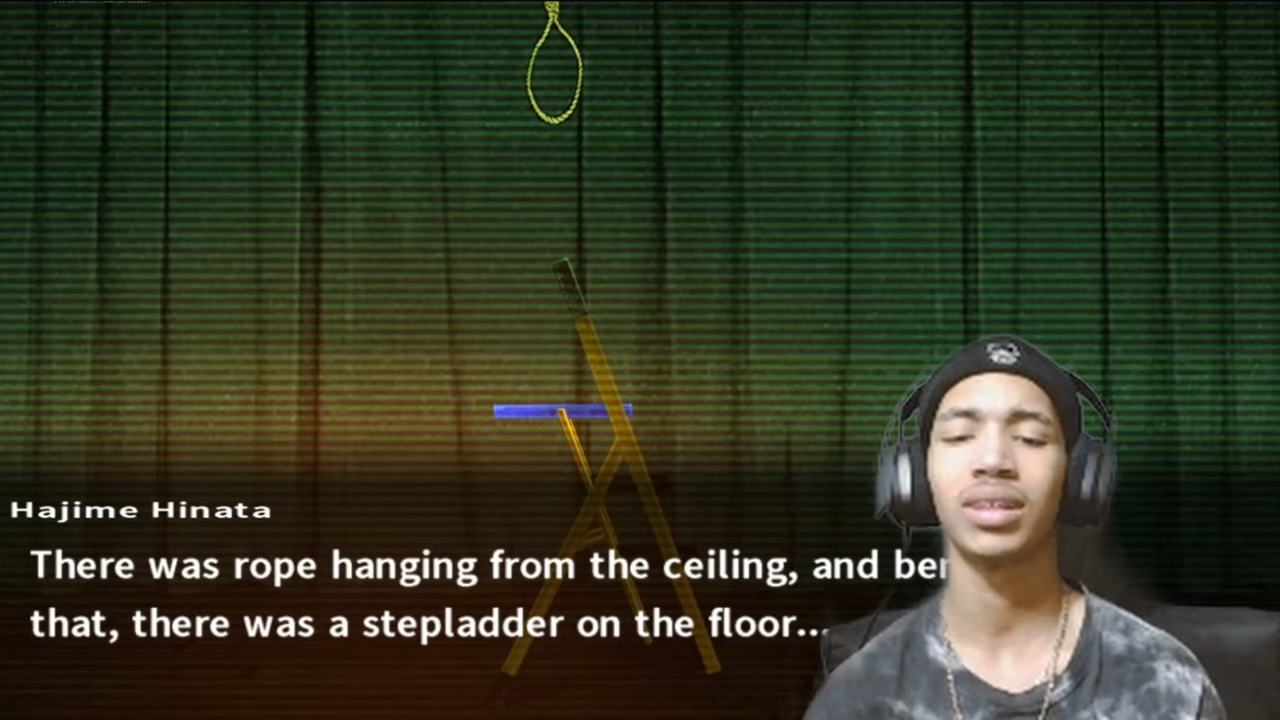 Hajime Hinata
There was rope hanging from the ceiling, and
that, there was a stepladder on the floor...